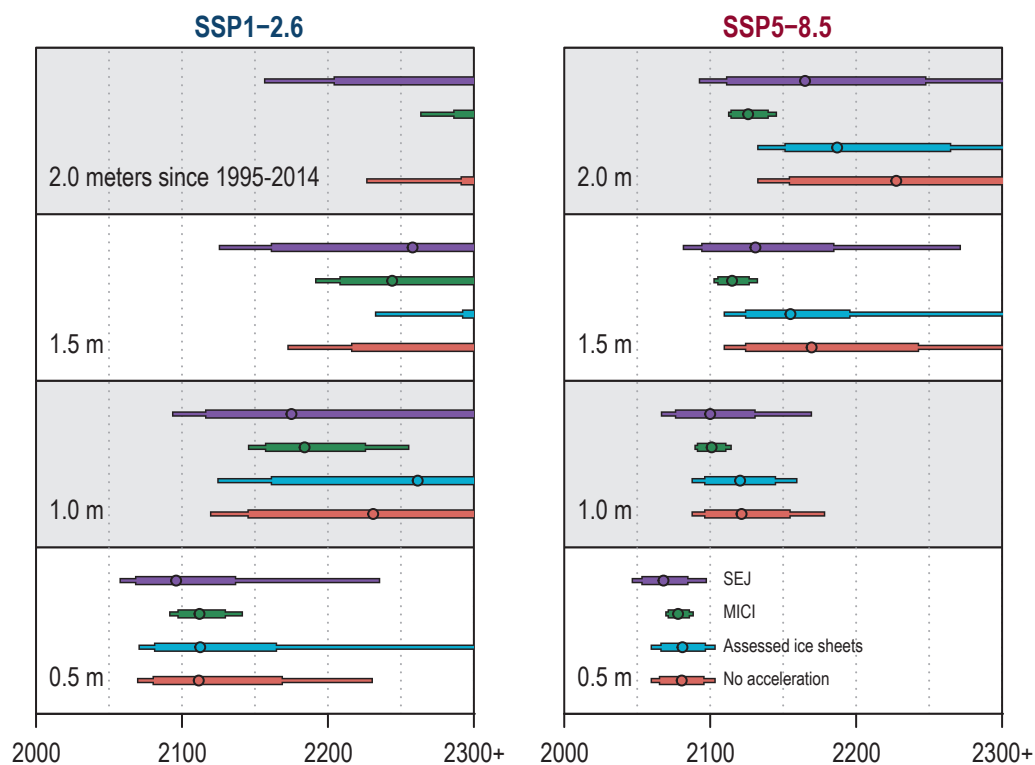 SSP1−2.6
SSP5−8.5
2.0 meters since 1995-2014
2.0 m
1.5 m
1.5 m
1.0 m
1.0 m
SEJ
MICI
Assessed ice sheets
0.5 m
0.5 m
No acceleration
2000
2100
2200
2300+
2000
2100
2200
2300+